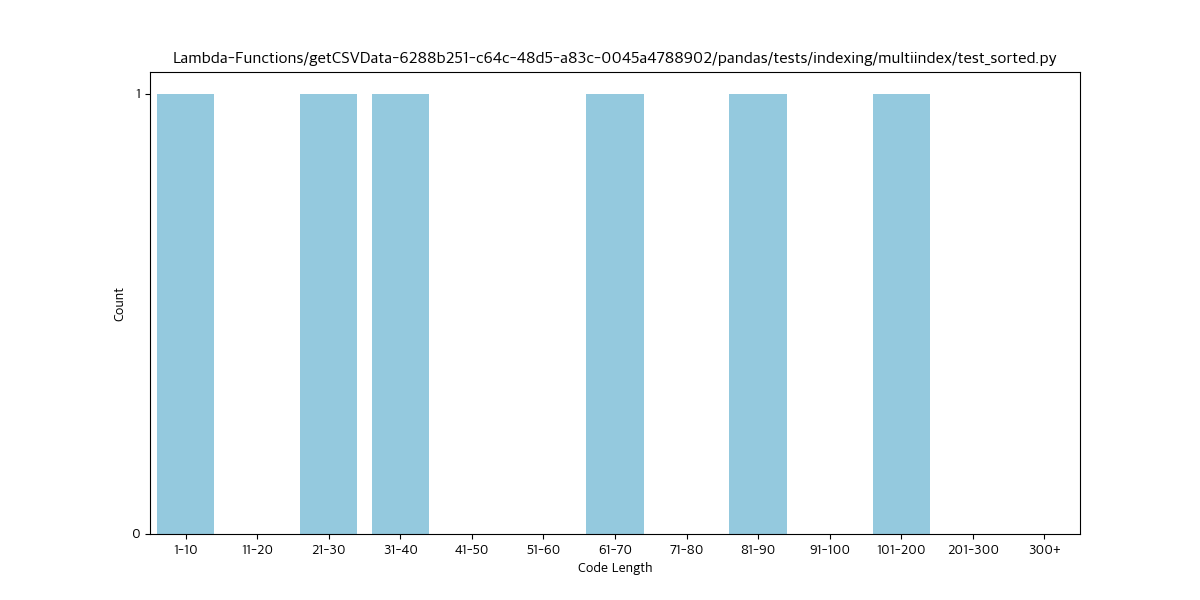 Lambda-Functions/getCSVData-6288b251-c64c-48d5-a83c-0045a4788902/pandas/tests/indexing/multiindex/test_sorted.py
1
Count
0
1-10 11-20 21-30 31-40 41-50 51-60 61-70 71-80 81-90 91-100 101-200 201-300 300+
Code Length